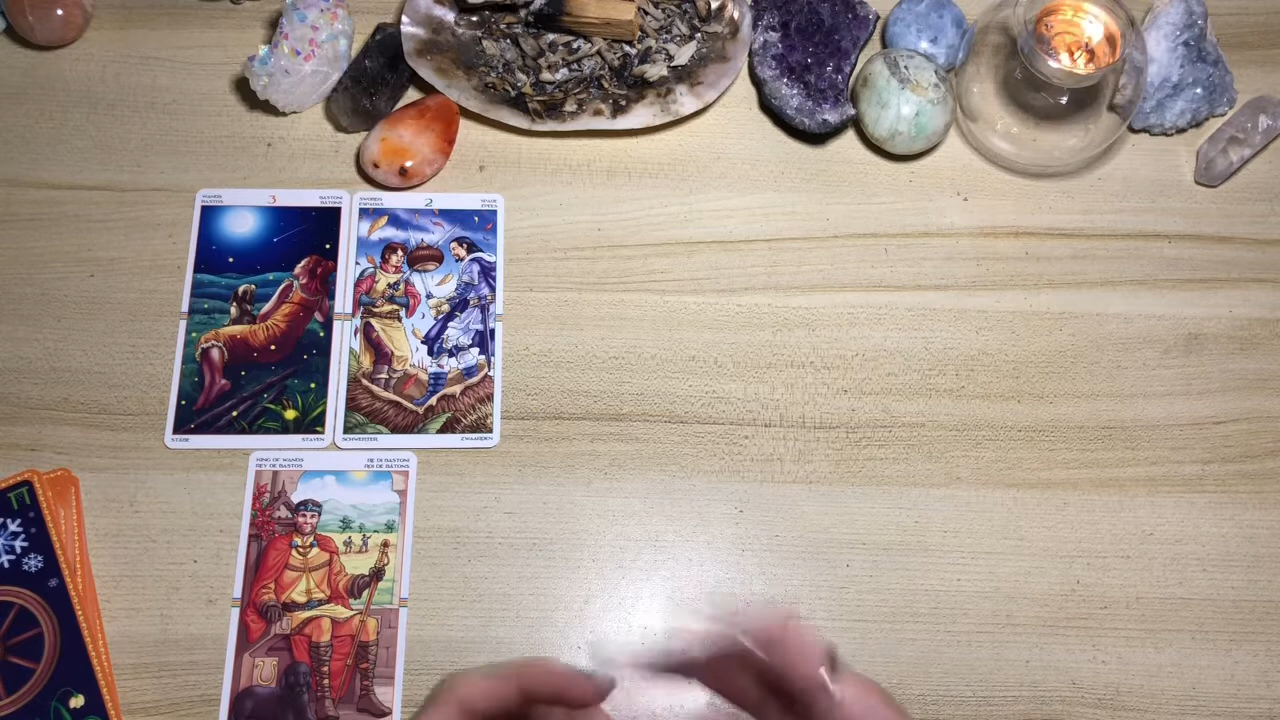 WANDS 3 BASTONI
BASTOS BÂTONS
STÄBE STAVEN
SWORDS 2 SPADE
ESPADAS ÉPÉES
SCHWERTER ZWAARDEN
KING OF WANDS RE DI BASTONI
REY DE BASTOS ROI DE BÂTONS